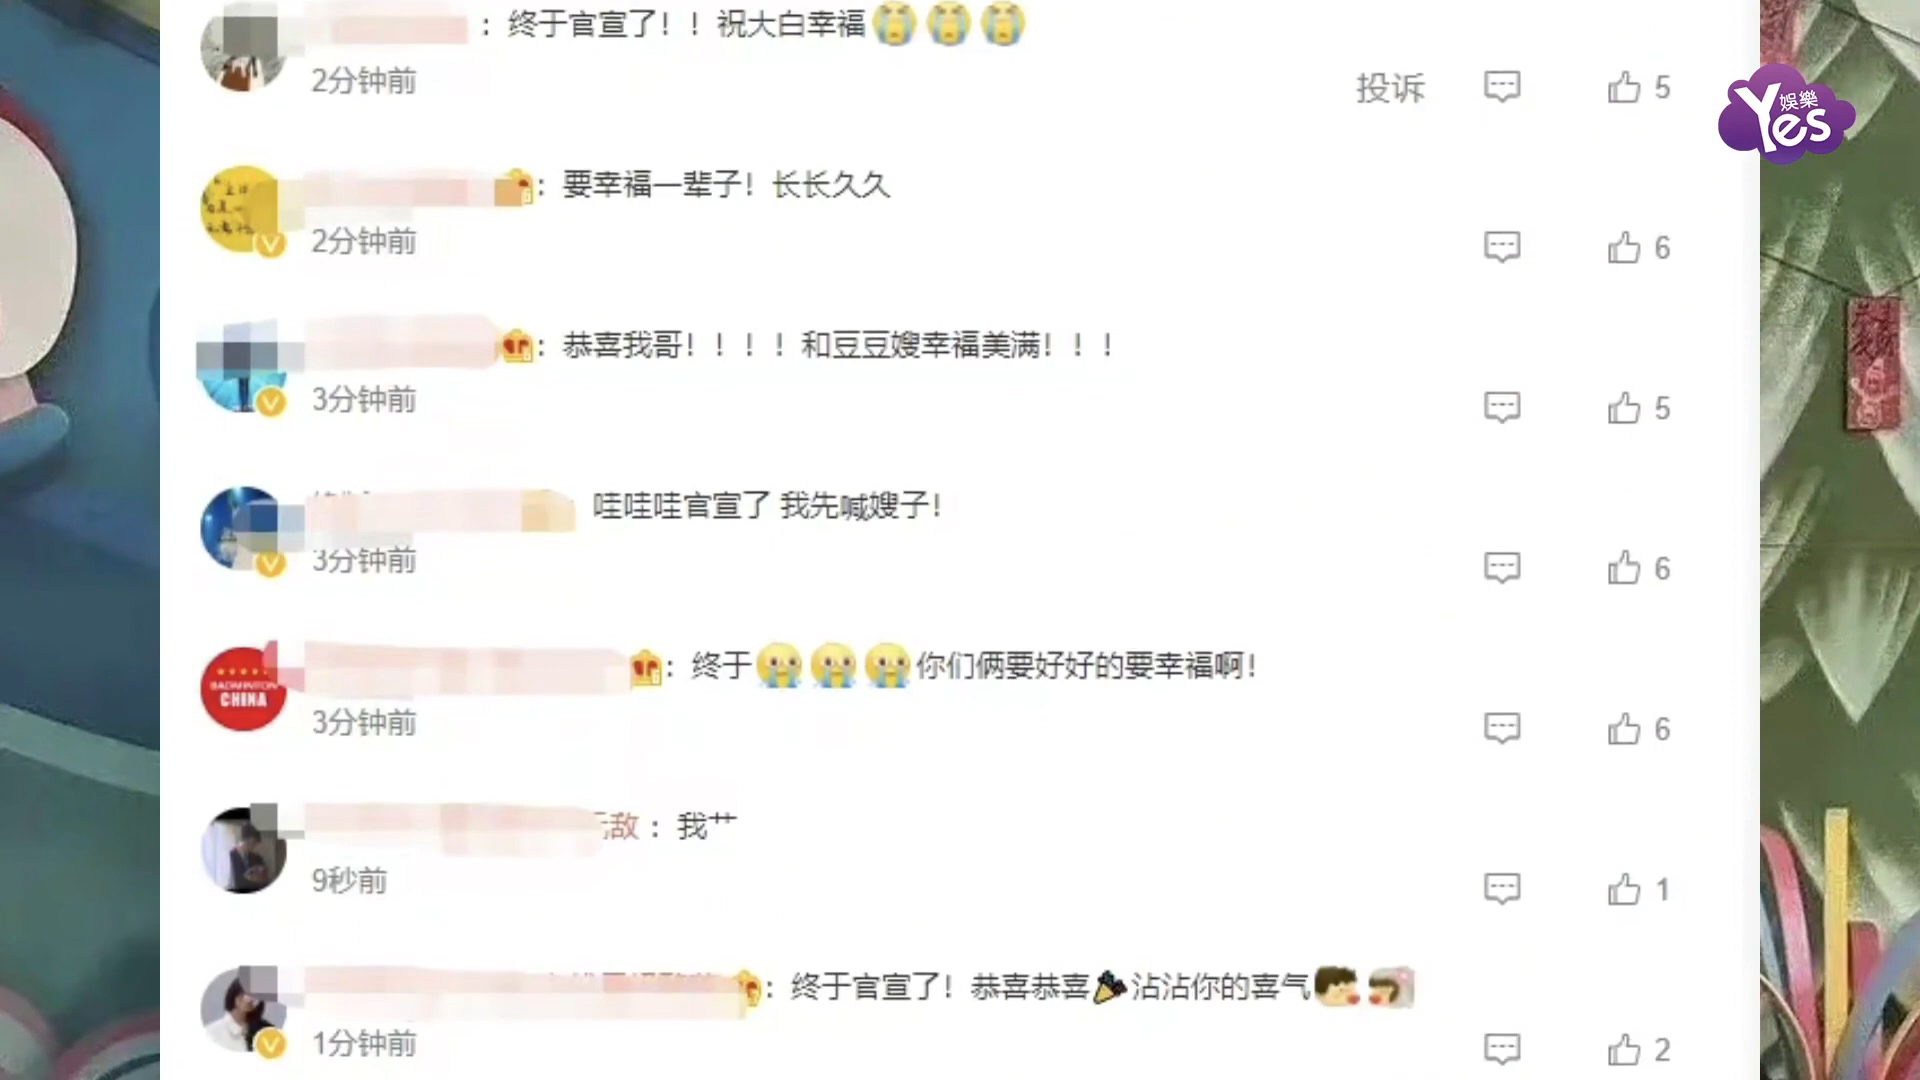 ：终于官宣了！！祝大白幸福
2分钟前
投诉
5
娛樂
Yes
：要幸福一辈子！长长久久
2分钟前
6
：恭喜我哥！！！！和豆豆嫂幸福美满！！！
3分钟前
5
哇哇哇官宣了 我先喊嫂子！
3分钟前
6
BADMINTON
CHINA
：终于你们俩要好好的要幸福啊！
3分钟前
6
敌：我艹
9秒前
1
：终于官宣了！恭喜恭喜沾沾你的喜气
1分钟前
2